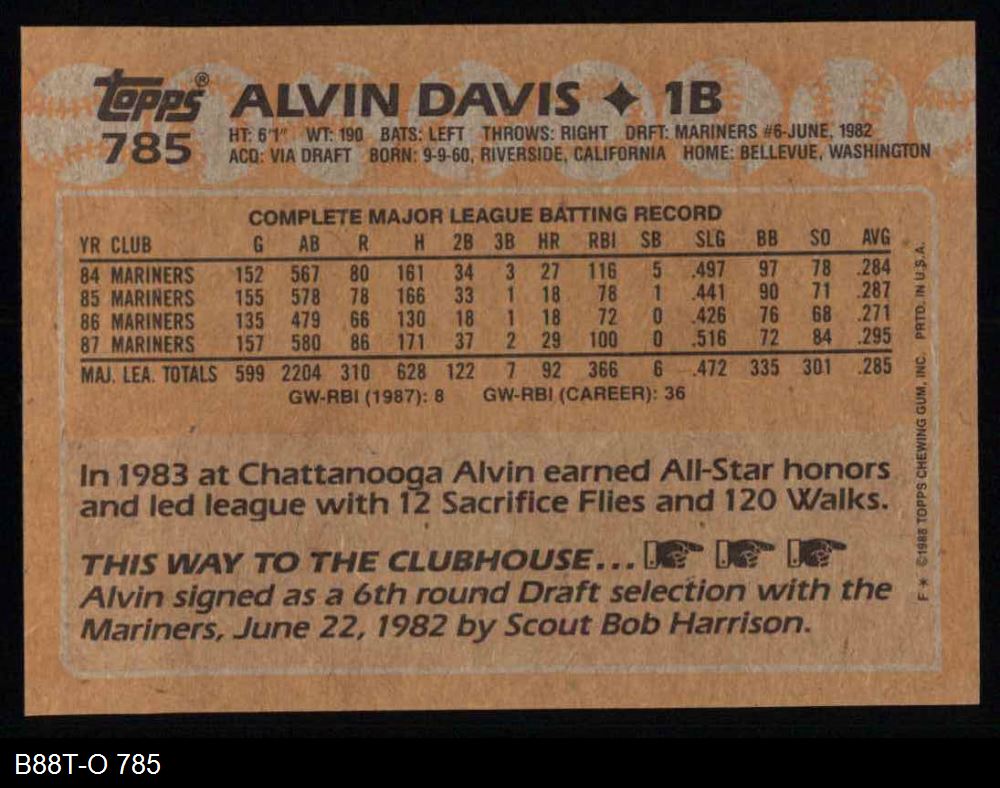 Topps® ALVIN DAVIS ✦ 1B
785
HT: 6'1" WT: 190 BATS: LEFT THROWS: RIGHT DRFT: MARINERS #6-JUNE, 1982
ACQ: VIA DRAFT BORN: 9-9-60, RIVERSIDE, CALIFORNIA HOME: BELLEVUE, WASHINGTON
COMPLETE MAJOR LEAGUE BATTING RECORD
YR CLUB G AB R H 2B 3B HR RBI SB SLG BB SO AVG
84 MARINERS 152 567 80 161 34 3 27 116 5 .497 97 78 .284
85 MARINERS 155 578 78 166 33 1 18 78 1 .441 90 71 .287
86 MARINERS 135 479 66 130 18 1 18 72 0 .426 76 68 .271
87 MARINERS 157 580 86 171 37 2 29 100 0 .516 72 84 .295
MAJ. LEA. TOTALS 599 2204 310 628 122 7 92 366 6 .472 335 301 .285
GW-RBI (1987): 8 GW-RBI (CAREER): 36
In 1983 at Chattanooga Alvin earned All-Star honors
and led league with 12 Sacrifice Flies and 120 Walks.
THIS WAY TO THE CLUBHOUSE...
Alvin signed as a 6th round Draft selection with the
Mariners, June 22, 1982 by Scout Bob Harrison.
F* ©1988 TOPPS CHEWING GUM, INC. PRTD. IN U.S.A.
B88T-O 785